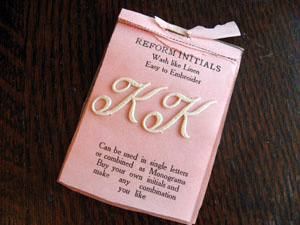 REFORM INITIALS
Wash like Linen
Easy to Embroider
K K
Can be used in single letters
or combined as Monograms
Buy your own initials and
make any combination
you like